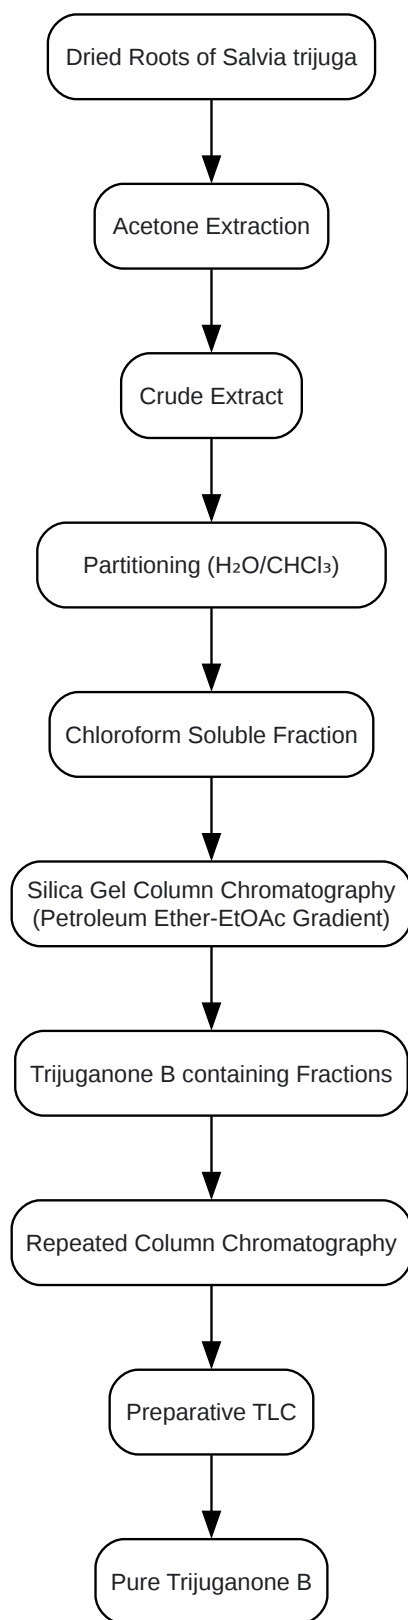 Dried Roots of Salvia trijuga
Acetone Extraction
Crude Extract
Partitioning (H₂O/CHCl₃)
Chloroform Soluble Fraction
Silica Gel Column Chromatography
(Petroleum Ether-EtOAc Gradient)
Trijuganone B containing Fractions
Repeated Column Chromatography
Preparative TLC
Pure Trijuganone B